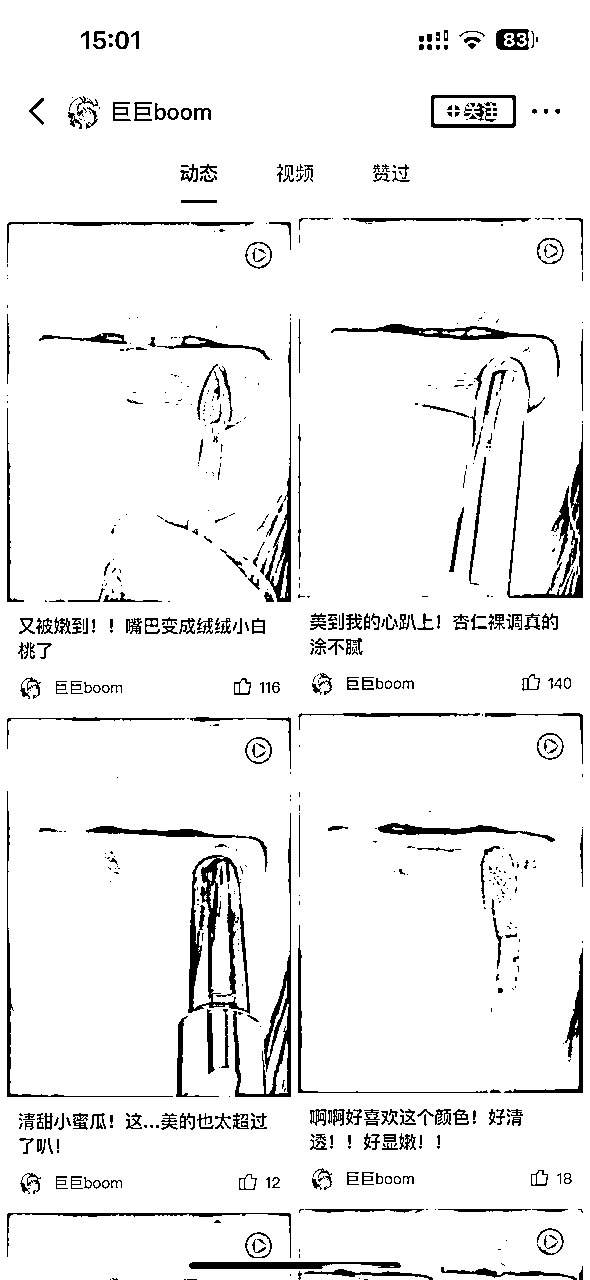 15:01
83
巨巨boom
+关注
动态
视频
赞过
又被嫩到！！嘴巴变成绒绒小白
桃了
巨巨boom
116
美到我的心趴上！杏仁裸调真的
涂不腻
巨巨boom
140
清甜小蜜瓜！这...美的也太超过
了叭！
巨巨boom
12
啊啊好喜欢这个颜色！好清
透！！好显嫩！！
巨巨boom
18